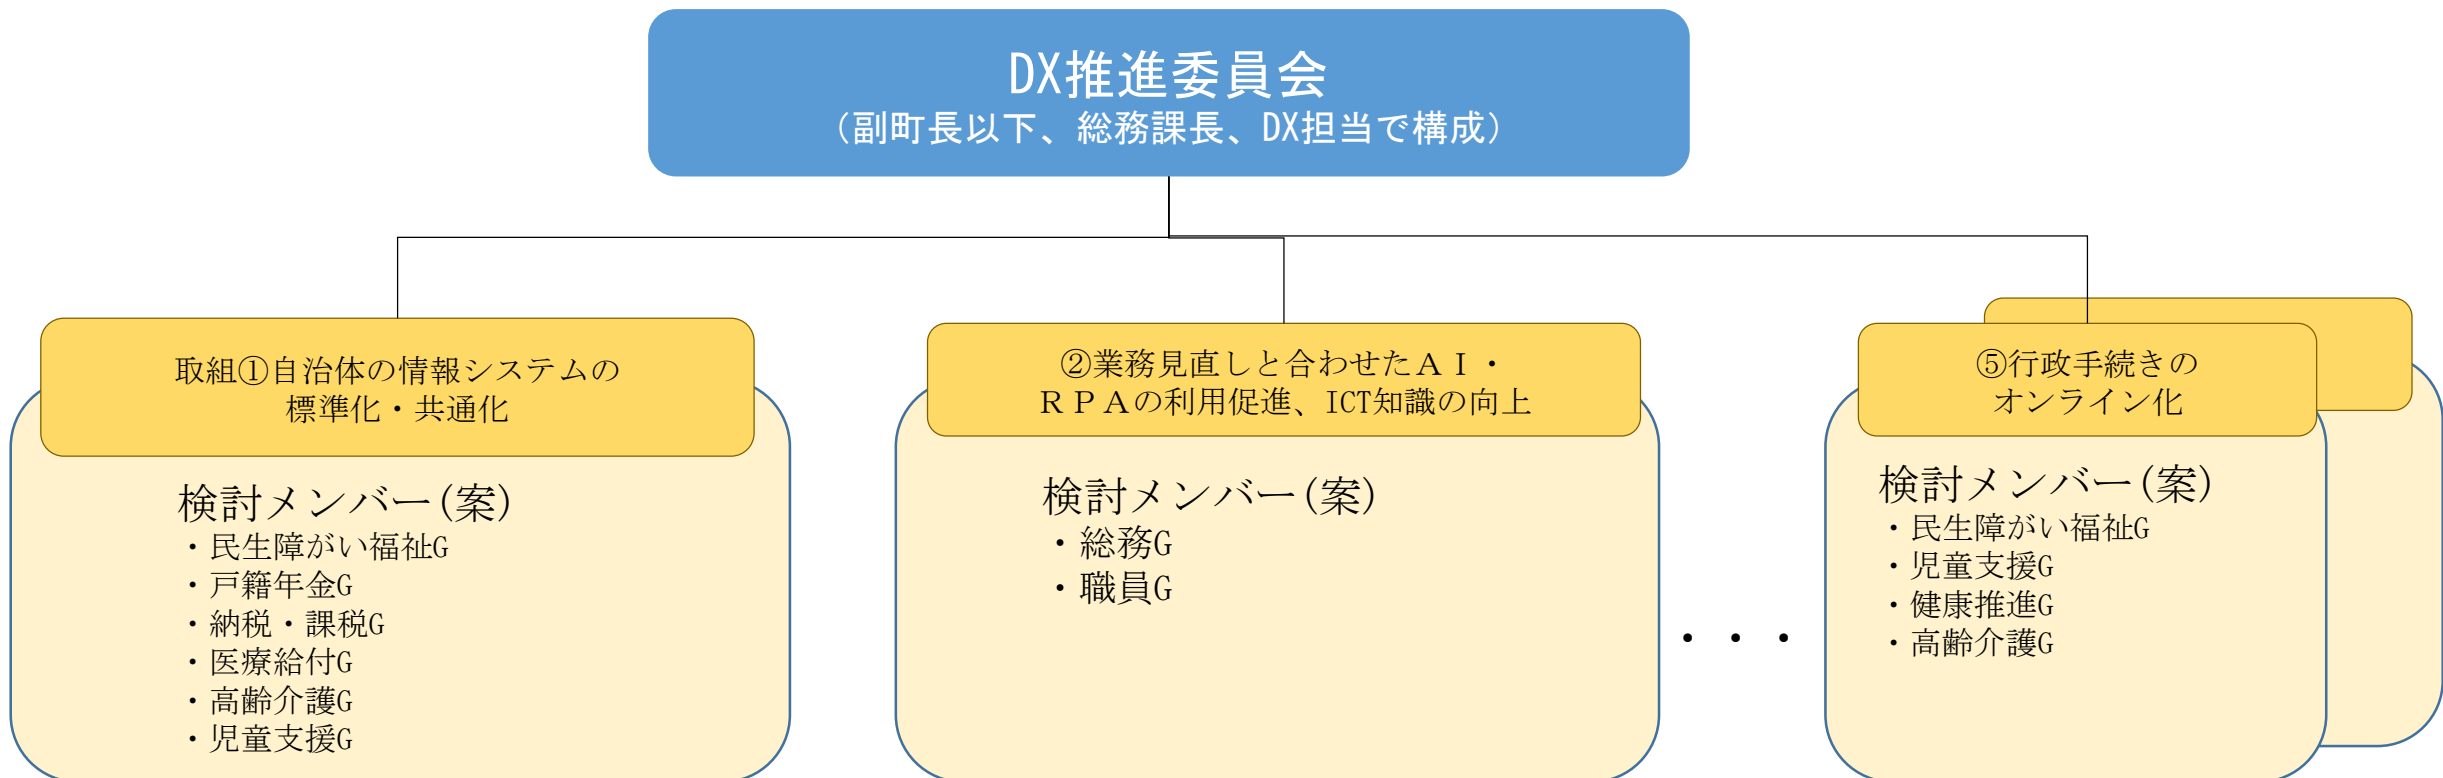 DX推進委員会
（副町長以下、総務課長、DX担当で構成）
取組①自治体の情報システムの
標準化・共通化
検討メンバー(案)
・民生障がい福祉G
・戸籍年金G
・納税・課税G
・医療給付G
・高齢介護G
・児童支援G
②業務見直しと合わせたＡＩ・
ＲＰＡの利用促進、ICT知識の向上
検討メンバー(案)
・総務G
・職員G
・・・
⑤行政手続きの
オンライン化
検討メンバー(案)
・民生障がい福祉G
・児童支援G
・健康推進G
・高齢介護G